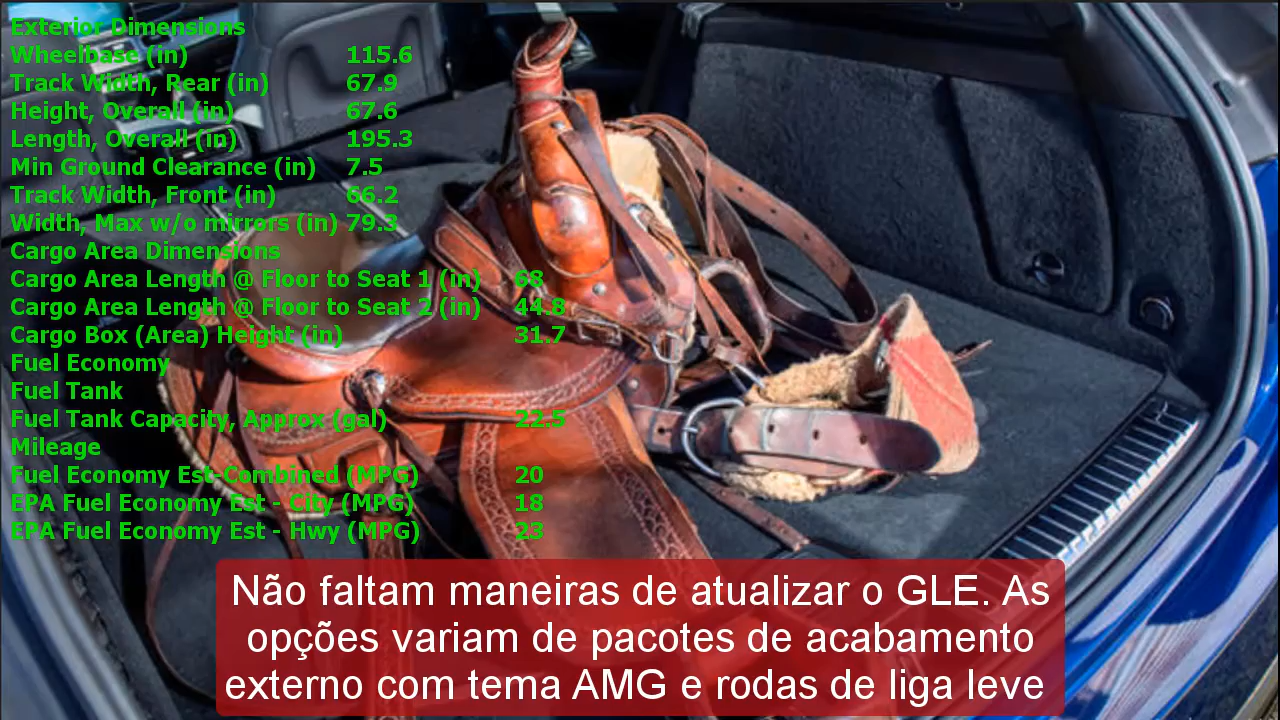 Exterior Dimensions
Wheelbase (in) 115.6
Track Width, Rear (in) 67.9
Height, Overall (in) 67.6
Length, Overall (in) 195.3
Min Ground Clearance (in) 7.5
Track Width, Front (in) 66.2
Width, Max w/o mirrors (in) 79.3
Cargo Area Dimensions
Cargo Area Length @ Floor to Seat 1 (in) 68
Cargo Area Length @ Floor to Seat 2 (in) 44.8
Cargo Box (Area) Height (in) 31.7
Fuel Economy
Fuel Tank
Fuel Tank Capacity, Approx (gal) 22.5
Mileage
Fuel Economy Est-Combined (MPG) 20
EPA Fuel Economy Est - City (MPG) 18
EPA Fuel Economy Est - Hwy (MPG) 23
Não faltam maneiras de atualizar o GLE. As
opções variam de pacotes de acabamento
externo com tema AMG e rodas de liga leve